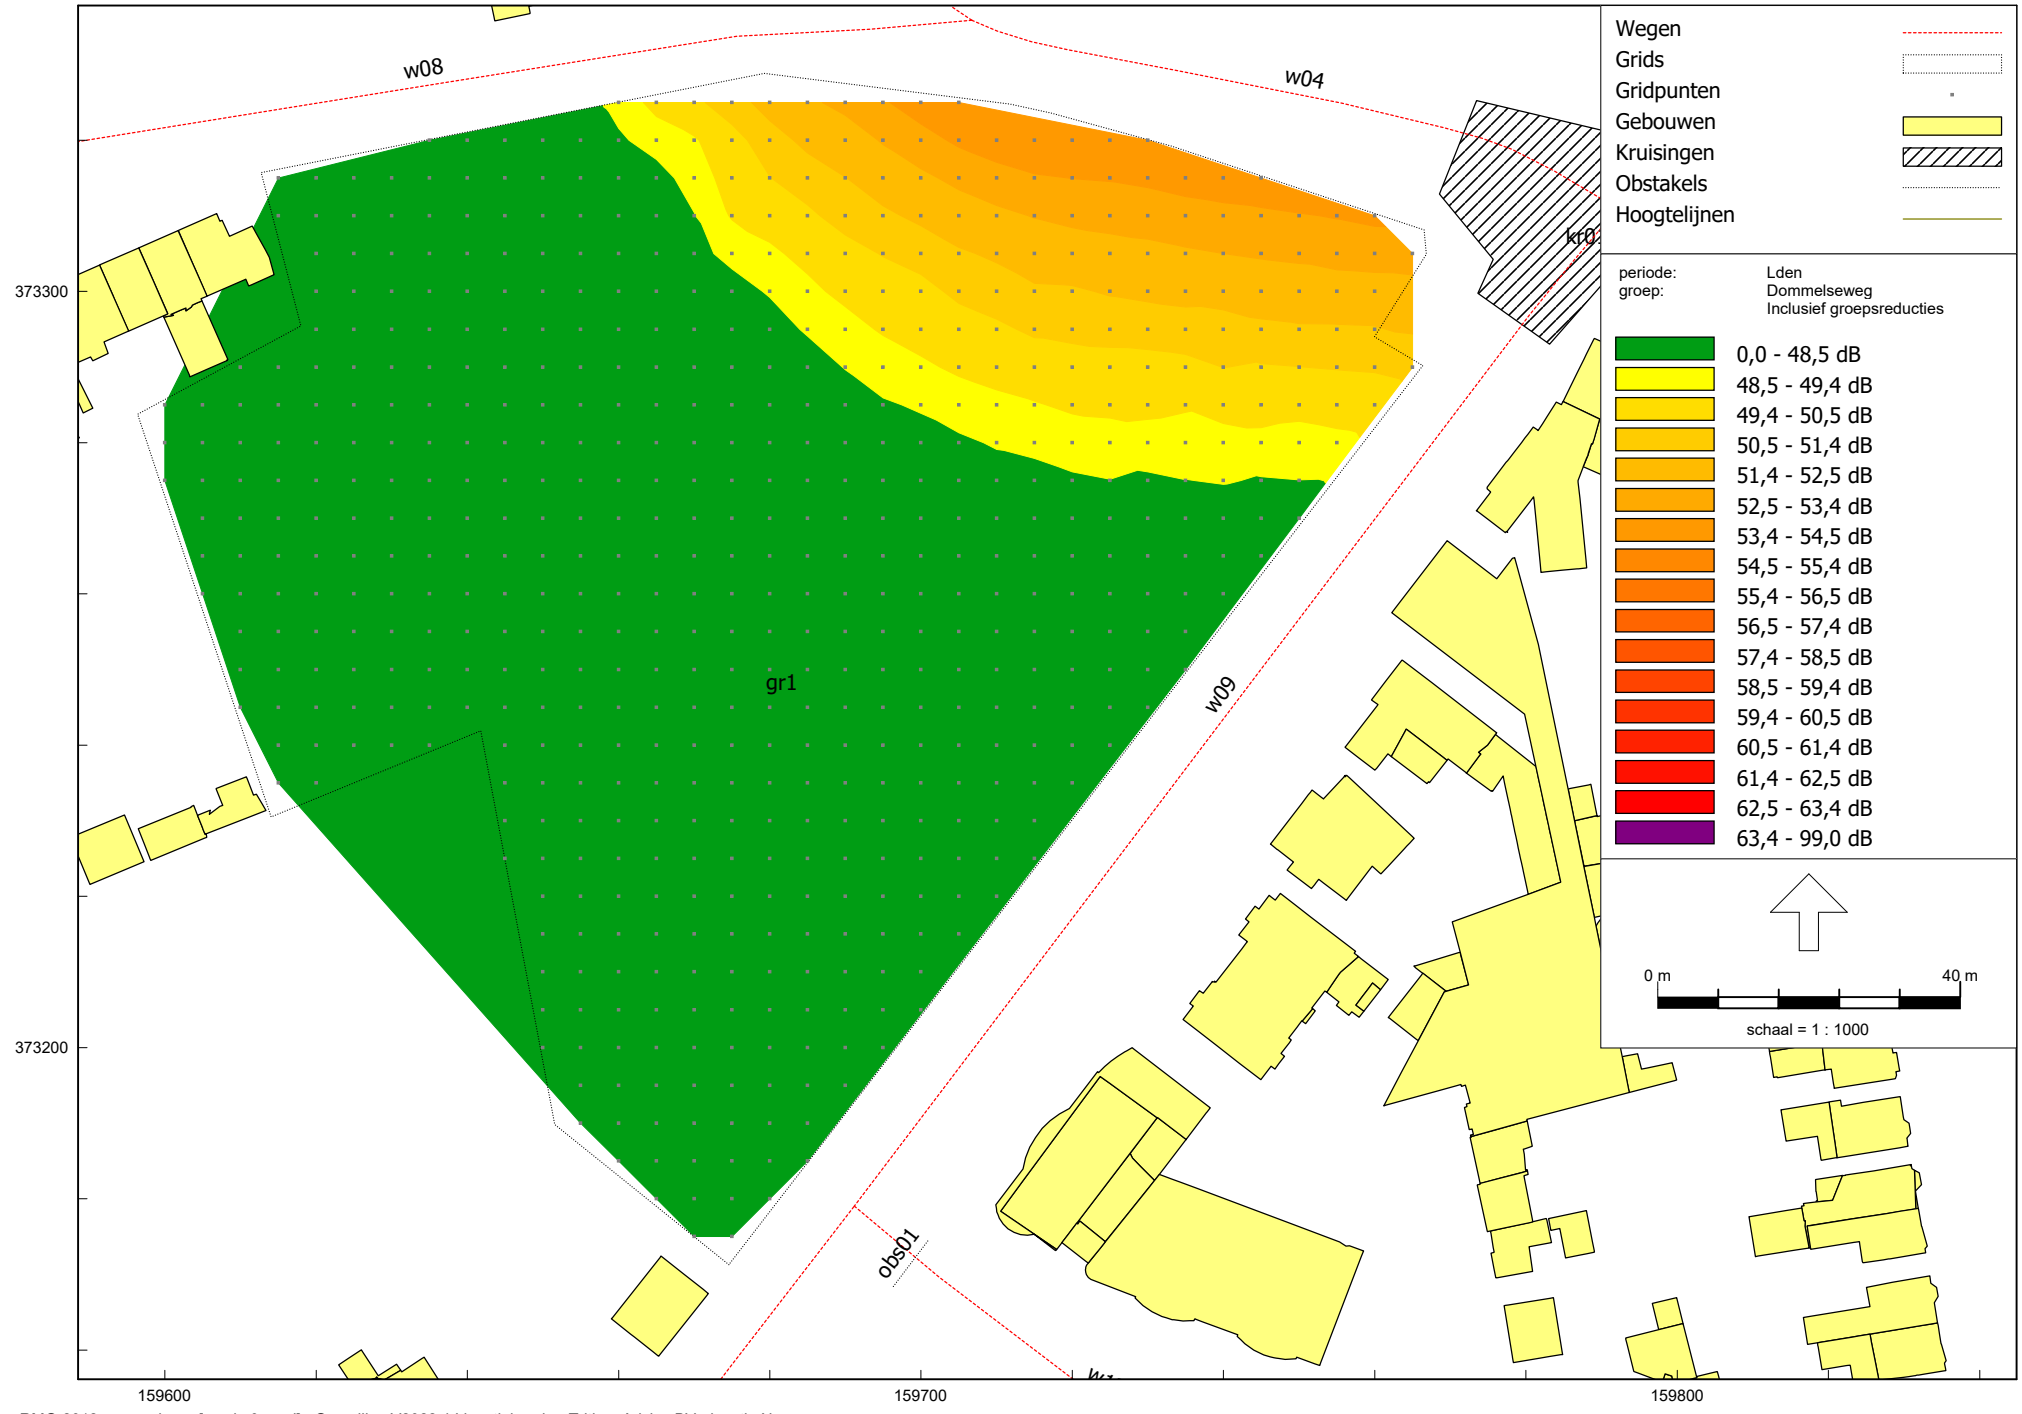 w08
w04
kr0
gr1
w09
obs01
Wegen
Grids
Gridpunten
Gebouwen
Kruisingen
Obstakels
Hoogtelijnen
periode: Lden
groep: Dommelseweg
Inclusief groepsreducties
0,0 - 48,5 dB
48,5 - 49,4 dB
49,4 - 50,5 dB
50,5 - 51,4 dB
51,4 - 52,5 dB
52,5 - 53,4 dB
53,4 - 54,5 dB
54,5 - 55,4 dB
55,4 - 56,5 dB
56,5 - 57,4 dB
57,4 - 58,5 dB
58,5 - 59,4 dB
59,4 - 60,5 dB
60,5 - 61,4 dB
61,4 - 62,5 dB
62,5 - 63,4 dB
63,4 - 99,0 dB
0 m 40 m
schaal = 1 : 1000
373300
373200
159600 159700 159800